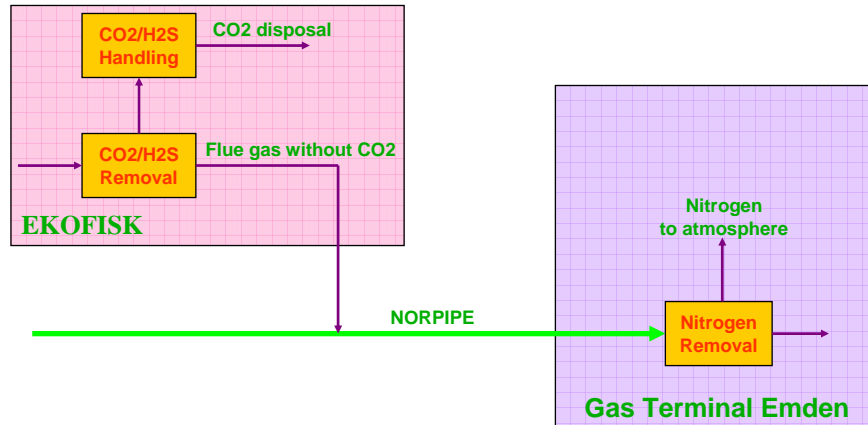 CO2/H2S
Handling
CO2 disposal
CO2/H2S
Removal
Flue gas without CO2
EKOFISK
Nitrogen
to atmosphere
NORPIPE
Nitrogen
Removal
Gas Terminal Emden